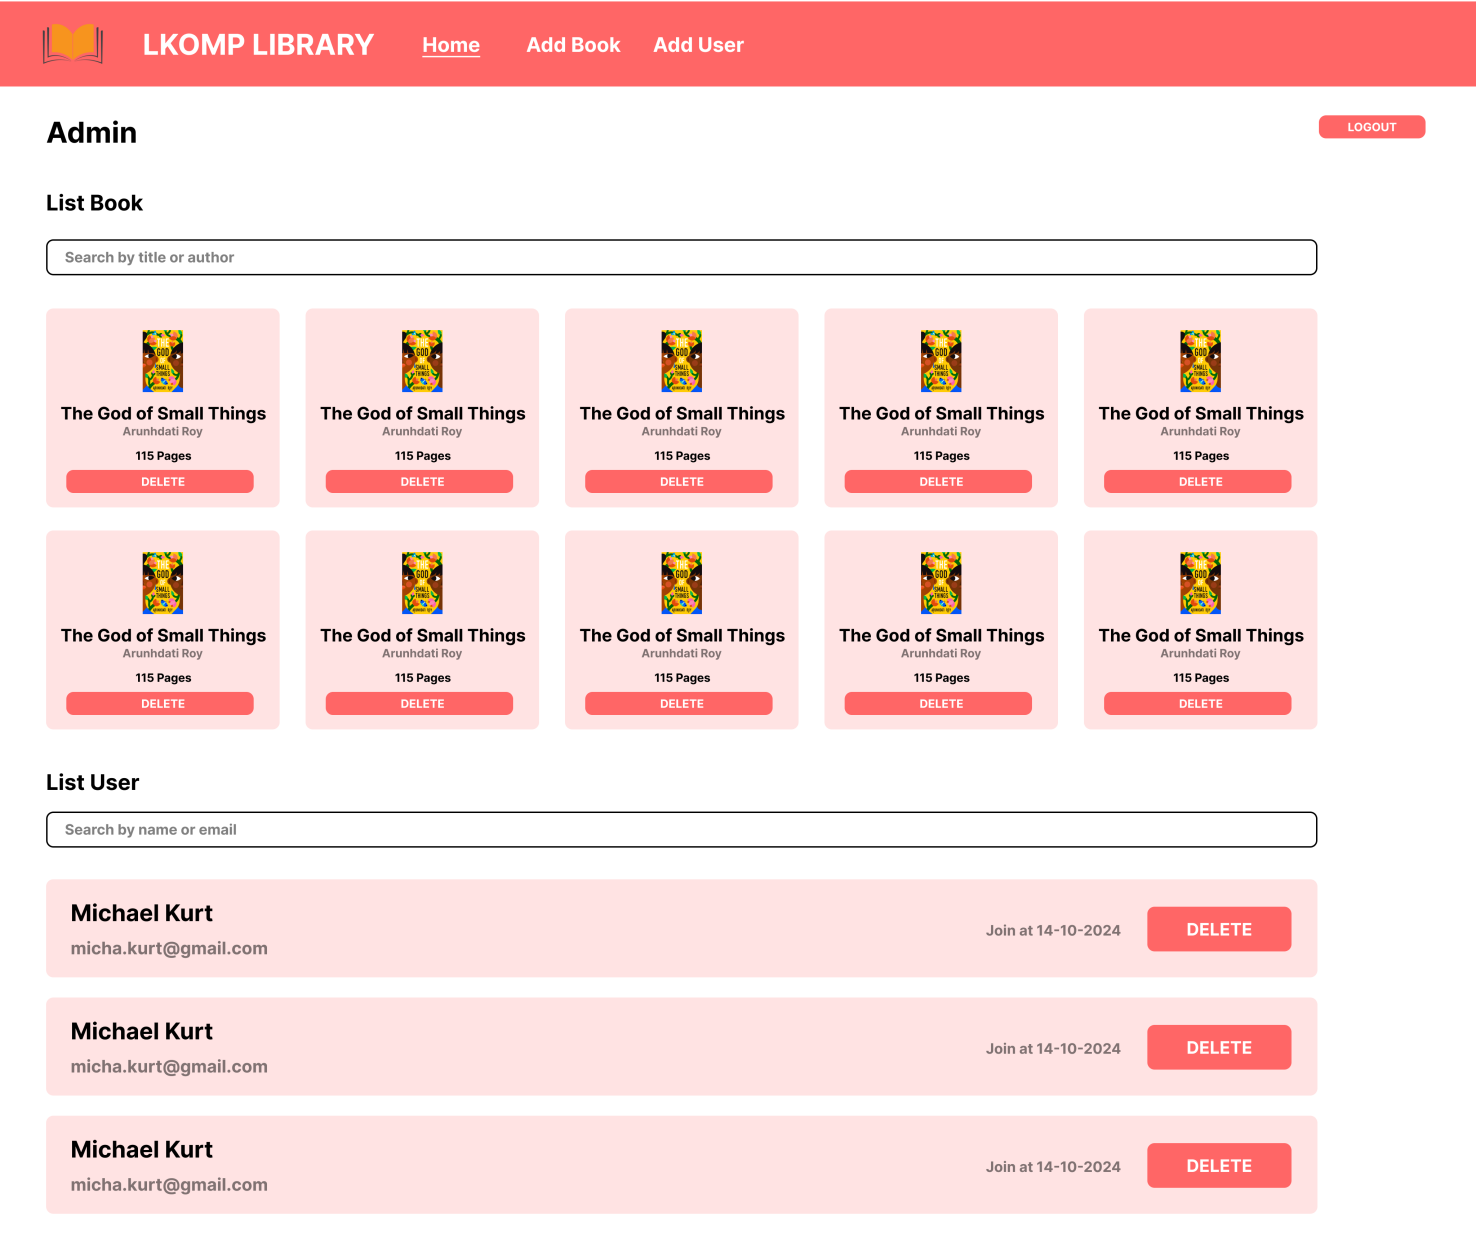 LKOMP LIBRARY Home Add Book Add User
Admin
LOGOUT
List Book
Search by title or author
The God of Small Things The God of Small Things The God of Small Things The God of Small Things The God of Small Things
Arunhdati Roy Arunhdati Roy Arunhdati Roy Arunhdati Roy Arunhdati Roy
115 Pages 115 Pages 115 Pages 115 Pages 115 Pages
DELETE DELETE DELETE DELETE DELETE
The God of Small Things The God of Small Things The God of Small Things The God of Small Things The God of Small Things
Arunhdati Roy Arunhdati Roy Arunhdati Roy Arunhdati Roy Arunhdati Roy
115 Pages 115 Pages 115 Pages 115 Pages 115 Pages
DELETE DELETE DELETE DELETE DELETE
List User
Search by name or email
Michael Kurt
micha.kurt@gmail.com
Join at 14-10-2024 DELETE
Michael Kurt
micha.kurt@gmail.com
Join at 14-10-2024 DELETE
Michael Kurt
micha.kurt@gmail.com
Join at 14-10-2024 DELETE